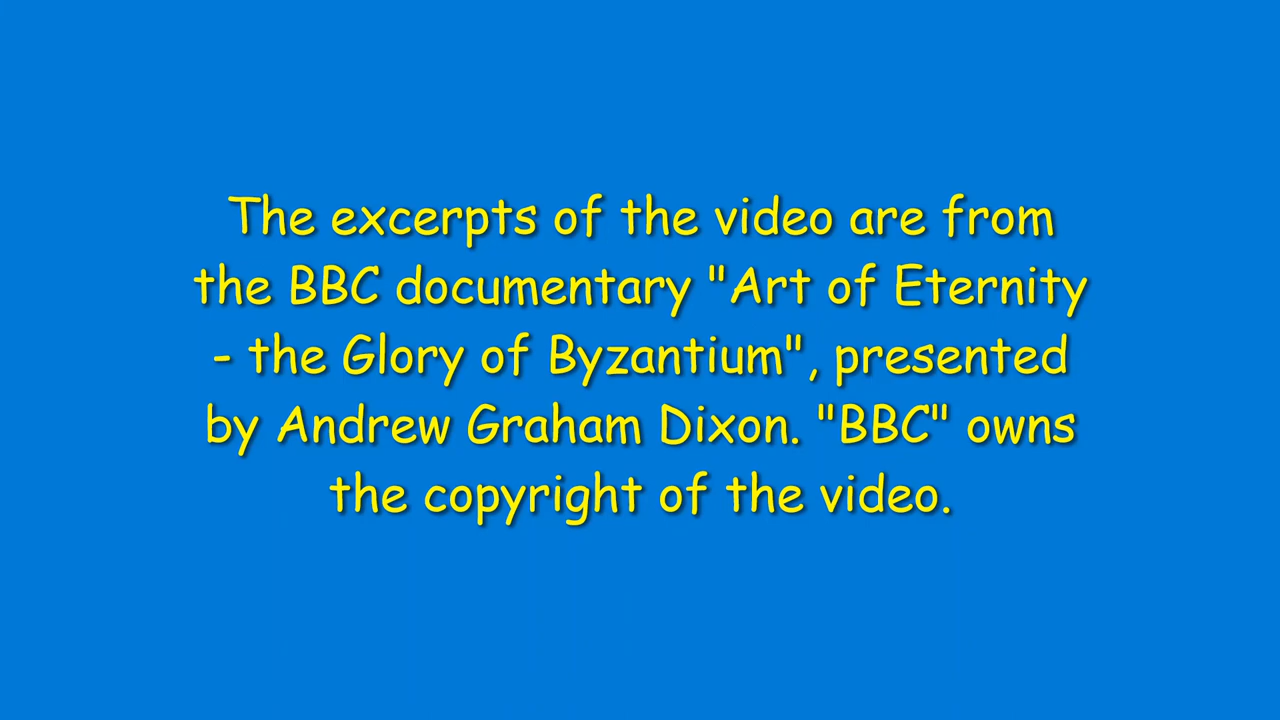 The excerpts of the video are from
the BBC documentary "Art of Eternity
- the Glory of Byzantium", presented
by Andrew Graham Dixon. "BBC" owns
the copyright of the video.